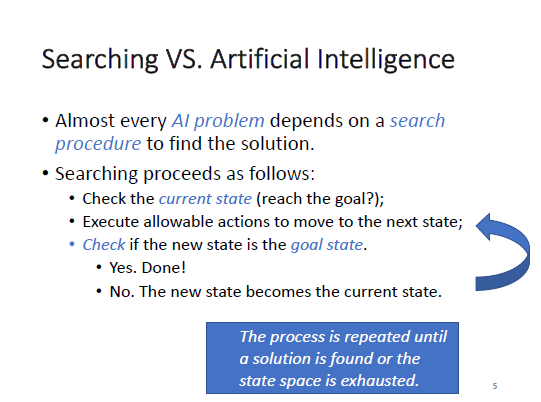 Searching VS. Artificial Intelligence
• Almost every AI problem depends on a search
procedure to find the solution.
• Searching proceeds as follows:
• Check the current state (reach the goal?);
• Execute allowable actions to move to the next state;
• Check if the new state is the goal state.
• Yes. Done!
• No. The new state becomes the current state.
The process is repeated until
a solution is found or the
state space is exhausted.
5